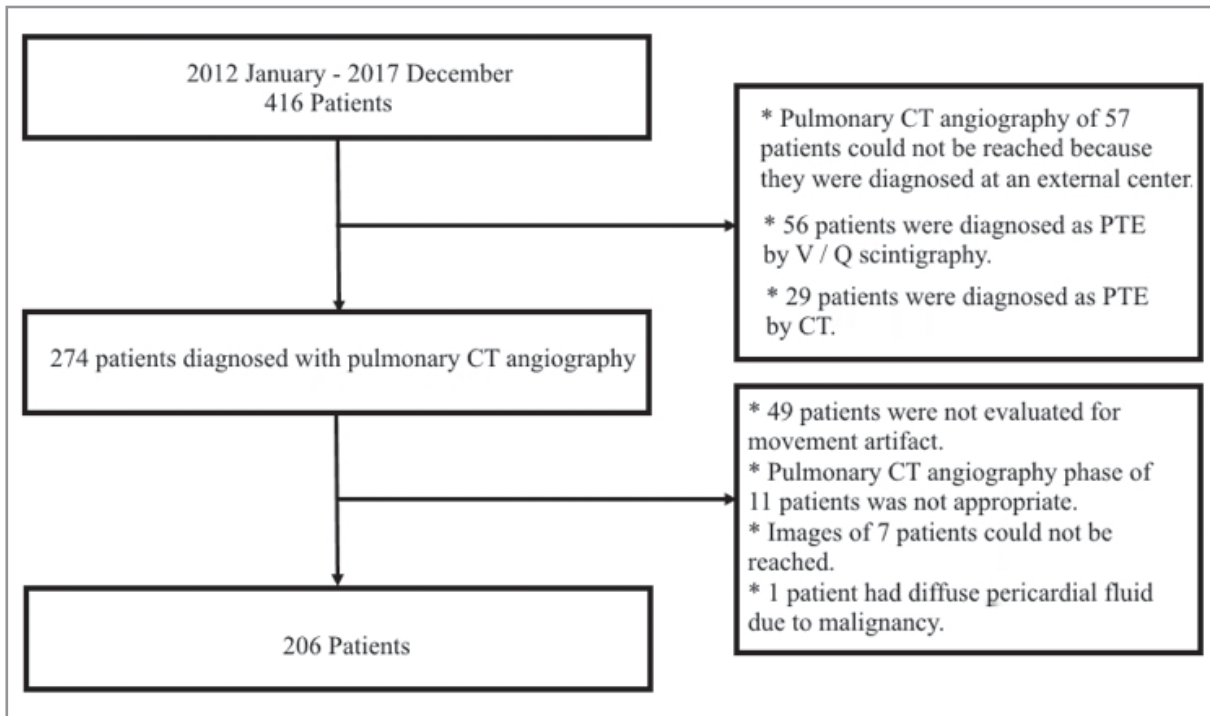 2012 January - 2017 December
416 Patients
* Pulmonary CT angiography of 57
patients could not be reached because
they were diagnosed at an external center.
* 56 patients were diagnosed as PTE
by V / Q scintigraphy.
* 29 patients were diagnosed as PTE
by CT.
274 patients diagnosed with pulmonary CT angiography
* 49 patients were not evaluated for
movement artifact.
* Pulmonary CT angiography phase of
11 patients was not appropriate.
* Images of 7 patients could not be
reached.
* 1 patient had diffuse pericardial fluid
due to malignancy.
206 Patients